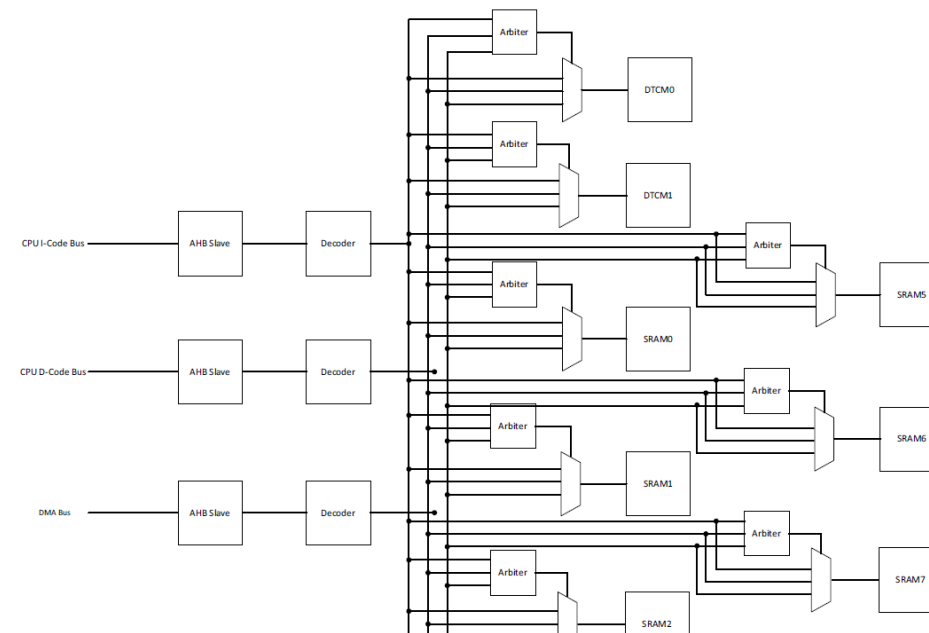 Arbiter
DTCM0
Arbiter
DTCM1
CPU I-Code Bus
AHB Slave
Decoder
Arbiter
Arbiter
SRAM5
SRAM0
CPU D-Code Bus
AHB Slave
Decoder
Arbiter
Arbiter
SRAM6
SRAM1
DMA Bus
AHB Slave
Decoder
Arbiter
Arbiter
SRAM7
SRAM2